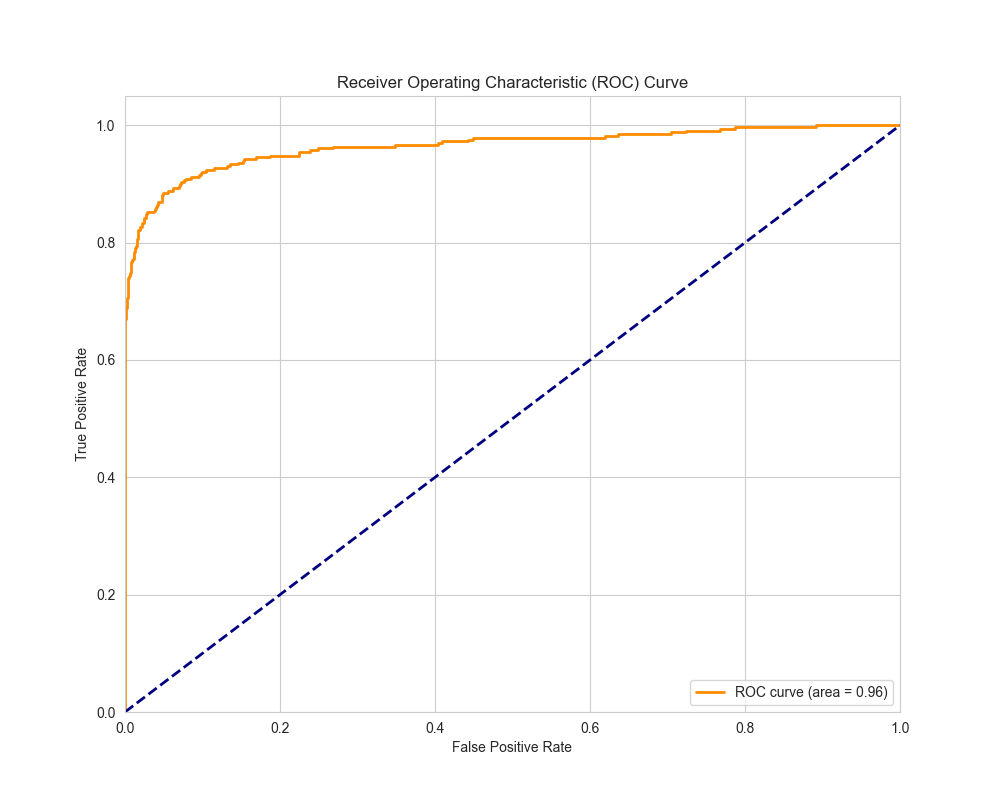 Receiver Operating Characteristic (ROC) Curve
1.0
0.8
0.6
0.4
0.2
0.0
True Positive Rate
ROC curve (area = 0.96)
0.0 0.2 0.4 0.6 0.8 1.0
False Positive Rate